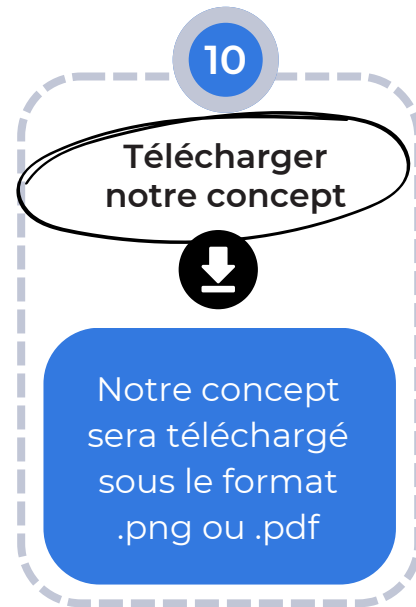 10
Télécharger
notre concept
Notre concept
sera téléchargé
sous le format
.png ou .pdf